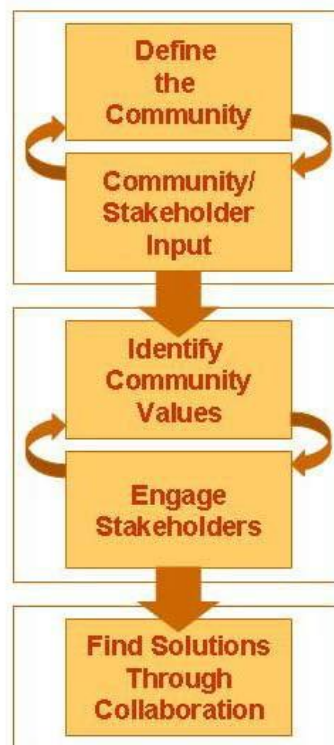 Define
the
Community
Community/
Stakeholder
Input
Identify
Community
Values
Engage
Stakeholders
Find Solutions
Through
Collaboration